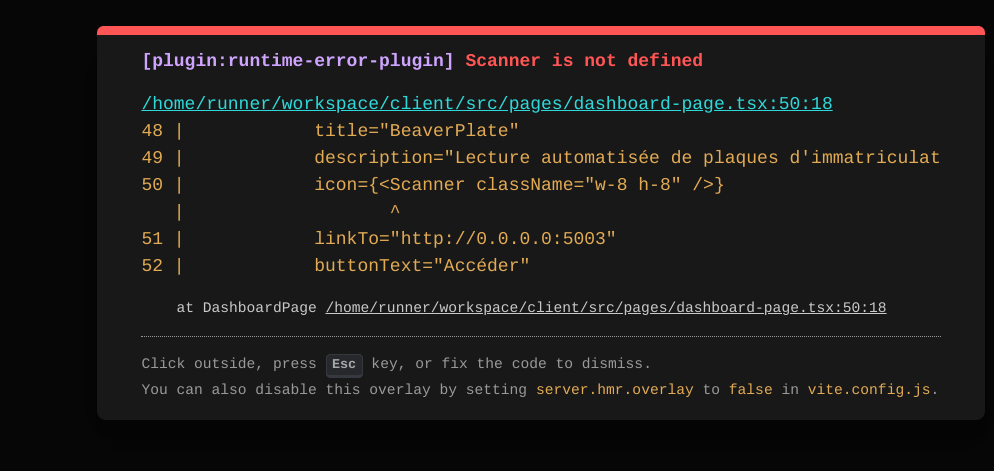 [plugin:runtime-error-plugin] Scanner is not defined
/home/runner/workspace/client/src/pages/dashboard-page.tsx:50:18
48 |            title="BeaverPlate"
49 |            description="Lecture automatisée de plaques d'immatriculat
50 |            icon={<Scanner className="w-8 h-8" />}
   |                   ^
51 |            linkTo="http://0.0.0.0:5003"
52 |            buttonText="Accéder"
at DashboardPage /home/runner/workspace/client/src/pages/dashboard-page.tsx:50:18
Click outside, press Esc key, or fix the code to dismiss.
You can also disable this overlay by setting server.hmr.overlay to false in vite.config.js.